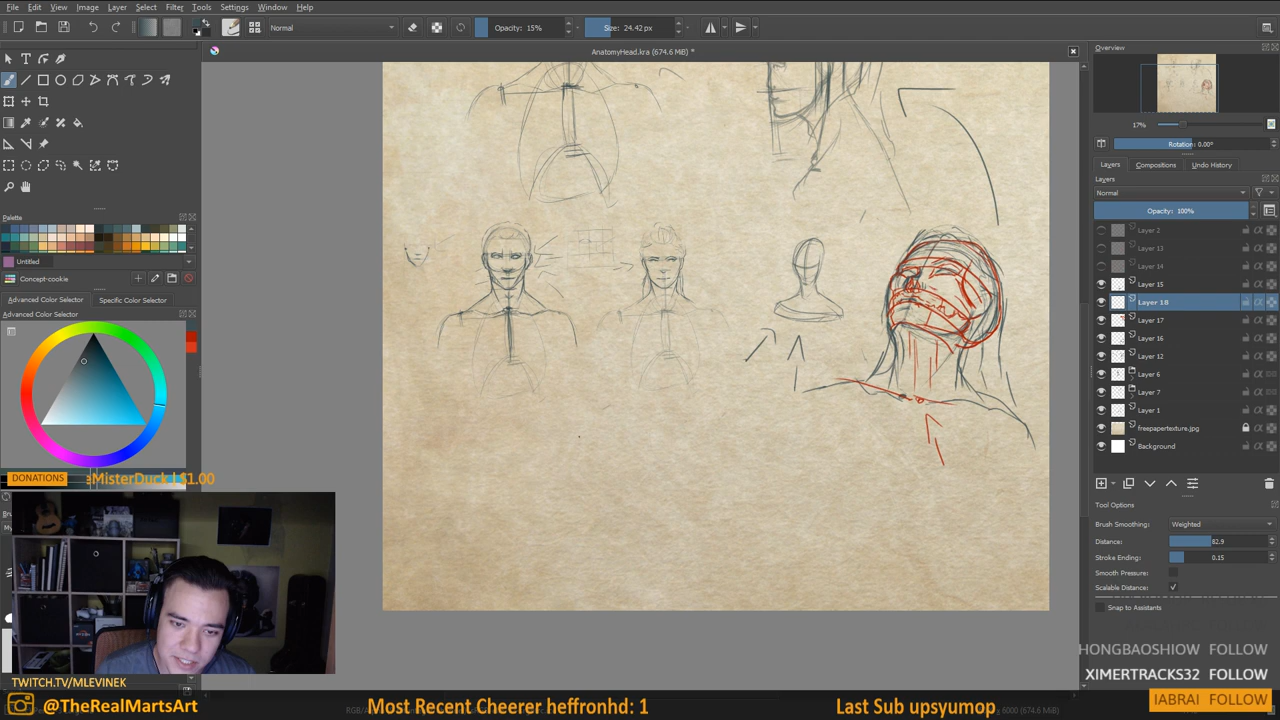 File Edit View Image Layer Select Filter Tools Settings Window Help
Normal
Opacity: 15%
Size: 24.42 px
AnatomyHead.kra (674.6 MiB) *
Overview
17%
Rotation: 0.00°
Layers Compositions Undo History
Layers
Normal
Opacity: 100%
Layer 2
Layer 13
Layer 14
Layer 15
Layer 18
Layer 17
Layer 16
Layer 12
Layer 6
Layer 7
Layer 1
freepapertexture.jpg
Background
Tool Options
Brush Smoothing: Weighted
Distance: 82.9
Stroke Ending: 0.15
Smooth Pressure:
Scalable Distance:
Snap to Assistants
Palette
Untitled
Concept-cookie
Advanced Color Selector Specific Color Selector
Advanced Color Selector
DONATIONS
MisterDuck | $1.00
TWITCH.TV/MLEVINEK
@TheRealMartsArt
Most Recent Cheerer heffronhd: 1
Last Sub upsyumop
HONGBAOSHIOW FOLLOW
XIMERTRACKS32 FOLLOW
IABRAI FOLLOW